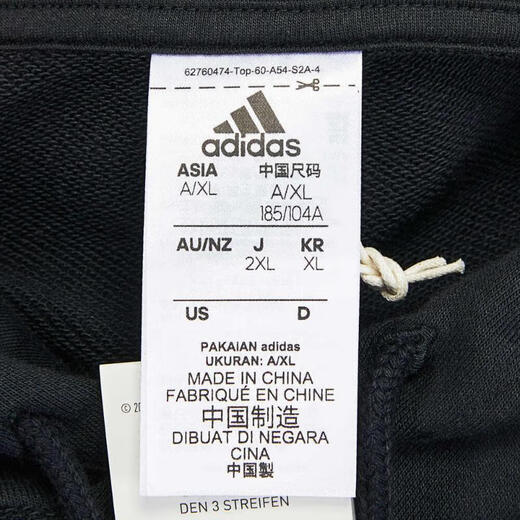 62760474-Top-60-A54-S2A-4
adidas
ASIA 中国尺码
A/XL A/XL
185/104A
AU/NZ J KR
2XL XL
US D
PAKAIAN adidas
UKURAN: A/XL
MADE IN CHINA
FABRIQUÉ EN CHINE
中国制造
DIBUAT DI NEGARA
CINA
中國製
© 20
DEN 3 STREIFEN